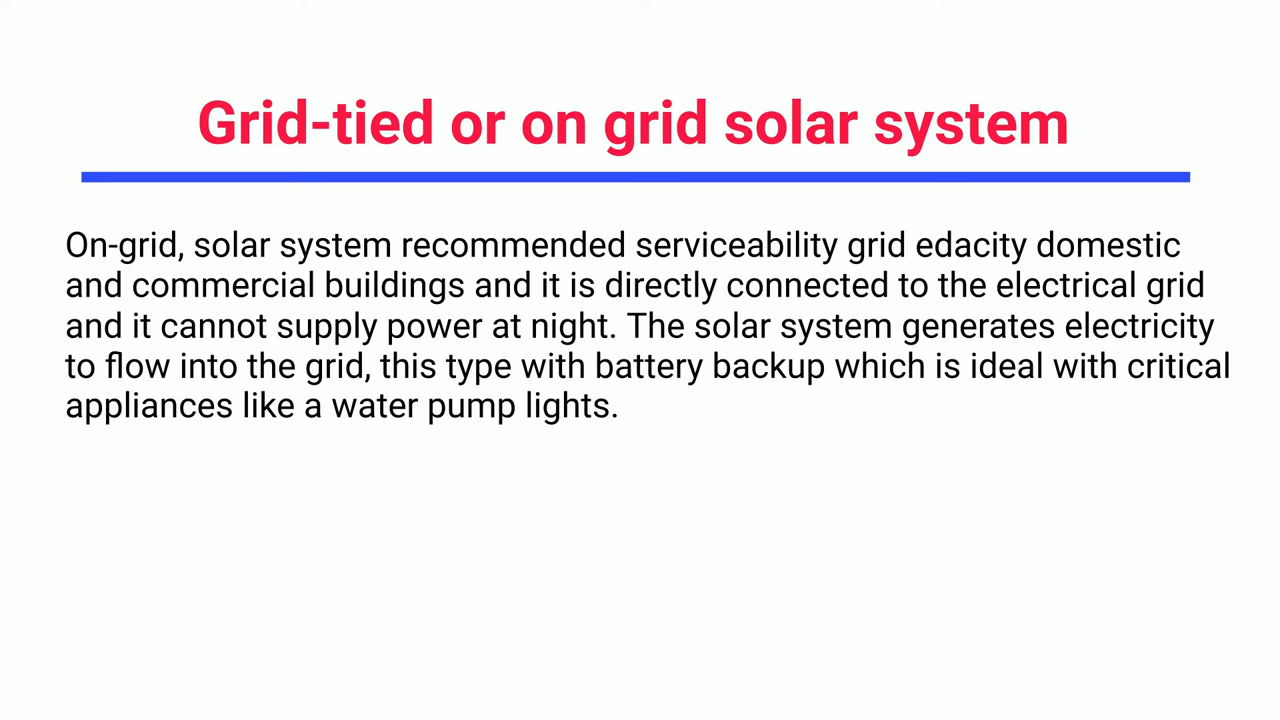 Grid-tied or on grid solar system
On-grid, solar system recommended serviceability grid edacity domestic
and commercial buildings and it is directly connected to the electrical grid
and it cannot supply power at night. The solar system generates electricity
to flow into the grid, this type with battery backup which is ideal with critical
appliances like a water pump lights.